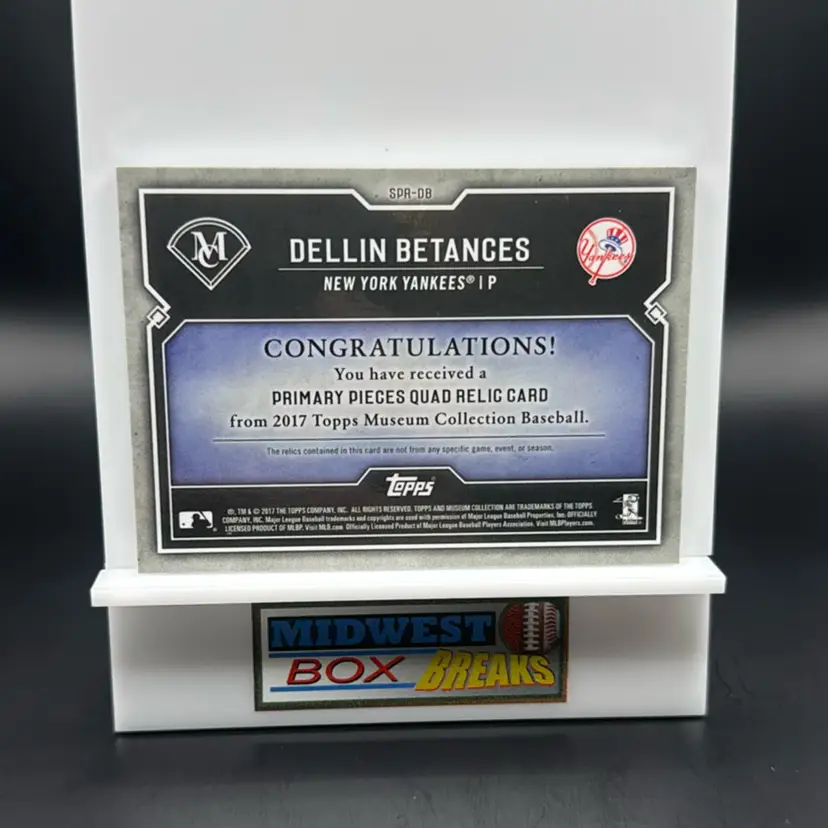 SPR-DB
MC
DELLIN BETANCES
Yankees
NEW YORK YANKEES® | P
CONGRATULATIONS!
You have received a
PRIMARY PIECES QUAD RELIC CARD
from 2017 Topps Museum Collection Baseball.
The relics contained in this card are not from any specific game, event, or season.
Topps
®, TM & © 2017 THE TOPPS COMPANY, INC. ALL RIGHTS RESERVED. TOPPS AND MUSEUM COLLECTION ARE TRADEMARKS OF THE TOPPS
COMPANY, INC. Major League Baseball trademarks and copyrights are used with permission of Major League Baseball Properties, Inc. OFFICIALLY
LICENSED PRODUCT OF MLBP. Visit MLB.com. Officially Licensed Product of Major League Baseball Players Association. Visit MLBPlayers.com.
MIDWEST
BOX BREAKS